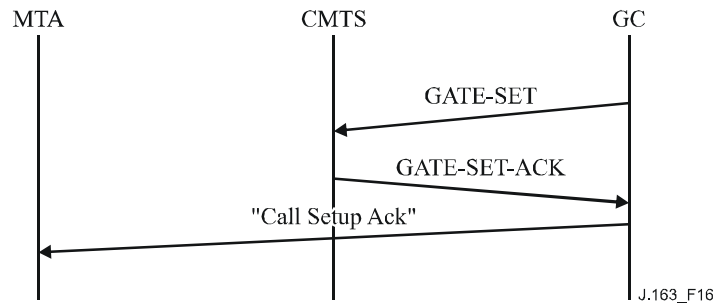 MTA CMTS GC
GATE-SET
GATE-SET-ACK
"Call Setup Ack"
J.163_F16